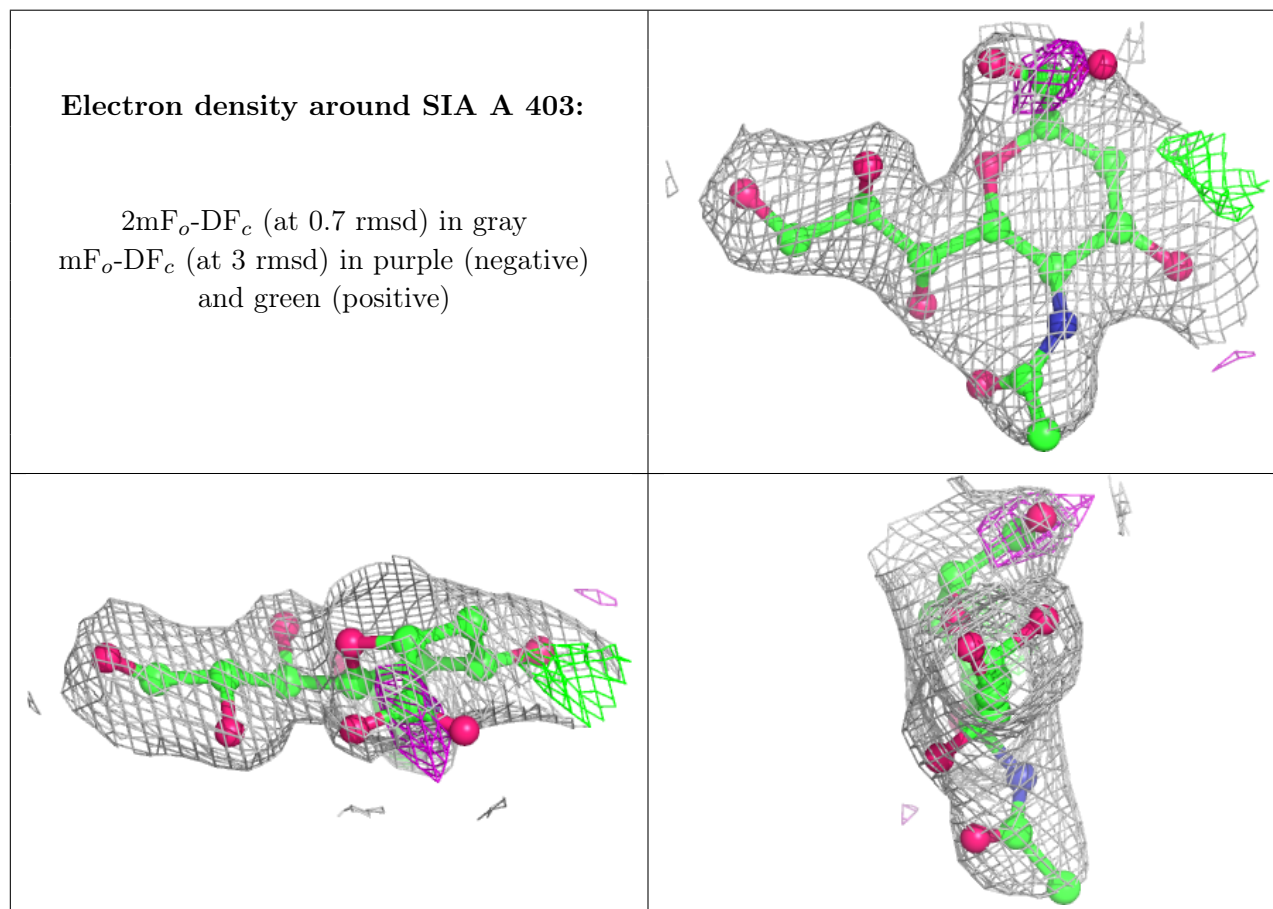 Electron density around SIA A 403:
2mFₒ-DF𝒸 (at 0.7 rmsd) in gray
mFₒ-DF𝒸 (at 3 rmsd) in purple (negative)
and green (positive)